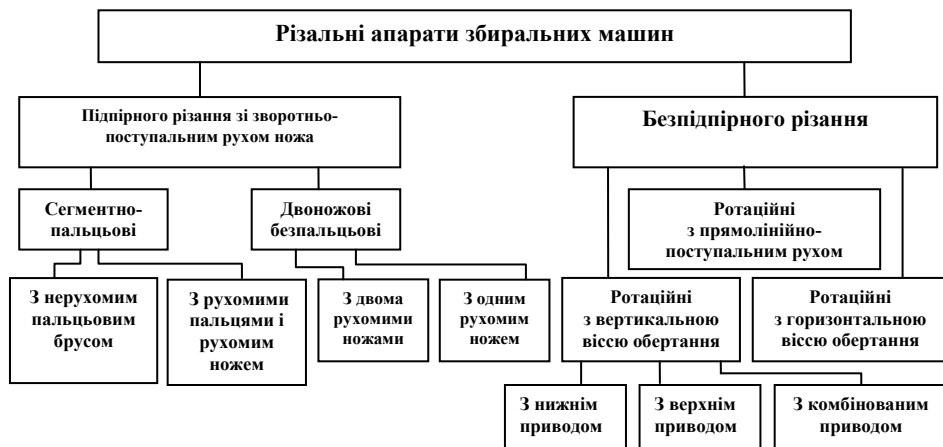 Різальні апарати збиральних машин
Підпірного різання зі зворотньо-
поступальним рухом ножа
Безпідпірного різання
Сегментно-
пальцьові
Двоножові
безпальцьові
Ротаційні
з прямолінійно-
поступальним рухом
З нерухомим
пальцьовим
брусом
З рухомими
пальцями і
рухомим
ножем
З двома
рухомими
ножами
З одним
рухомим
ножем
Ротаційні
з вертикальною
віссю обертання
Ротаційні
з горизонтальною
віссю обертання
З нижнім
приводом
З верхнім
приводом
З комбінованим
приводом